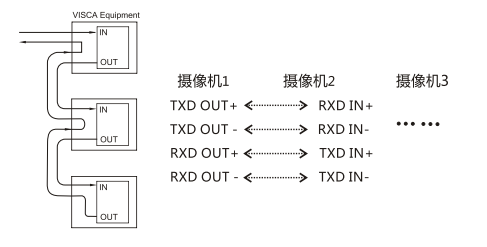 VISCA Equipment
IN
OUT
IN
OUT
IN
OUT
摄像机1 摄像机2 摄像机3
TXD OUT+ RXD IN+
TXD OUT - RXD IN-
RXD OUT+ TXD IN+
RXD OUT - TXD IN-
... ...